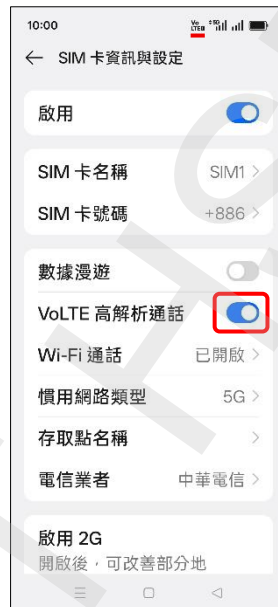 10:00
Vo LTE 5G
← SIM 卡資訊與設定
啟用
SIM 卡名稱 SIM1 >
SIM 卡號碼 +886 >
數據漫遊
VoLTE 高解析通話
Wi-Fi 通話 已開啟 >
慣用網路類型 5G >
存取點名稱 >
電信業者 中華電信 >
啟用 2G
開啟後，可改善部分地